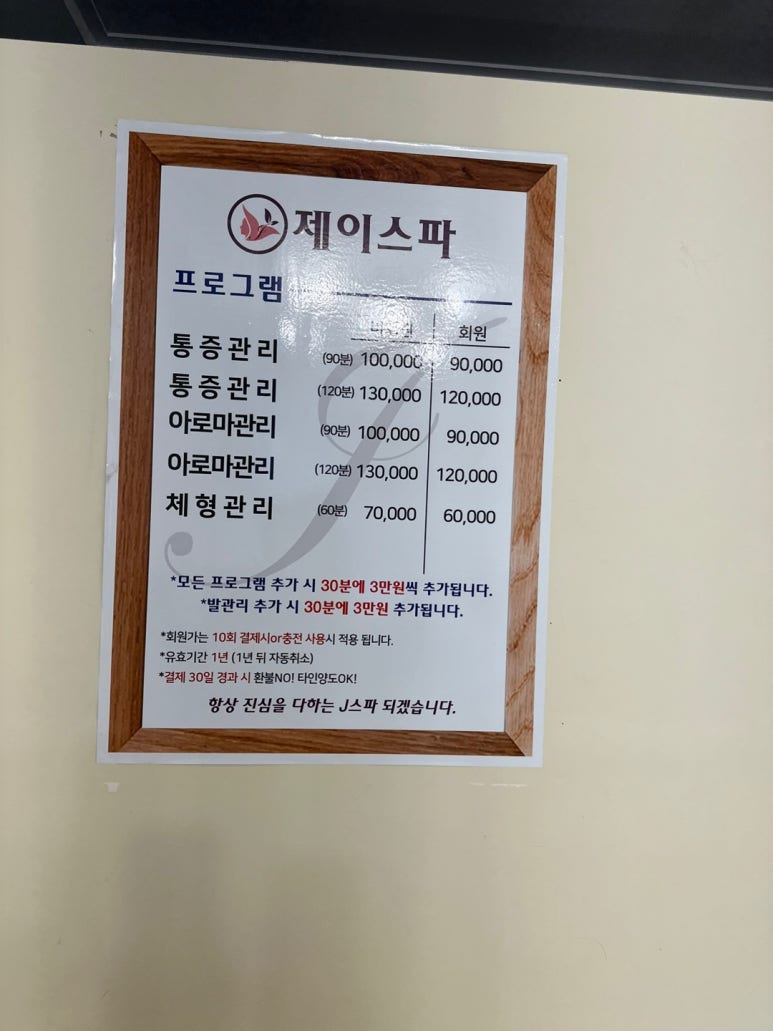 제이스파
프로그램
회원
통증관리 (90분) 100,000 90,000
통증관리 (120분) 130,000 120,000
아로마관리 (90분) 100,000 90,000
아로마관리 (120분) 130,000 120,000
체형관리 (60분) 70,000 60,000
*모든 프로그램 추가 시 30분에 3만원씩 추가됩니다.
*발관리 추가 시 30분에 3만원 추가됩니다.
*회원가는 10회 결제시or충전 사용시 적용 됩니다.
*유효기간 1년 (1년 뒤 자동취소)
*결제 30일 경과 시 환불NO! 타인양도OK!
항상 진심을 다하는 J스파 되겠습니다.